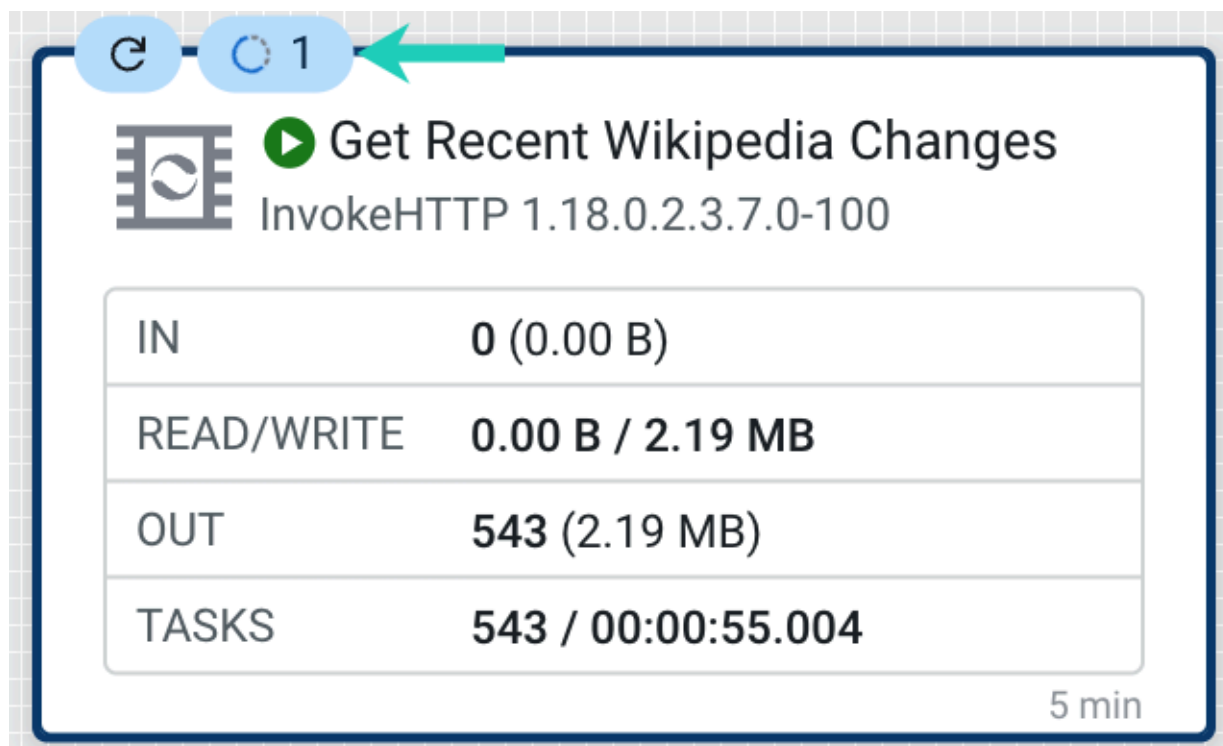 1
Get Recent Wikipedia Changes
InvokeHTTP 1.18.0.2.3.7.0-100
IN 0 (0.00 B)
READ/WRITE 0.00 B / 2.19 MB
OUT 543 (2.19 MB)
TASKS 543 / 00:00:55.004
5 min